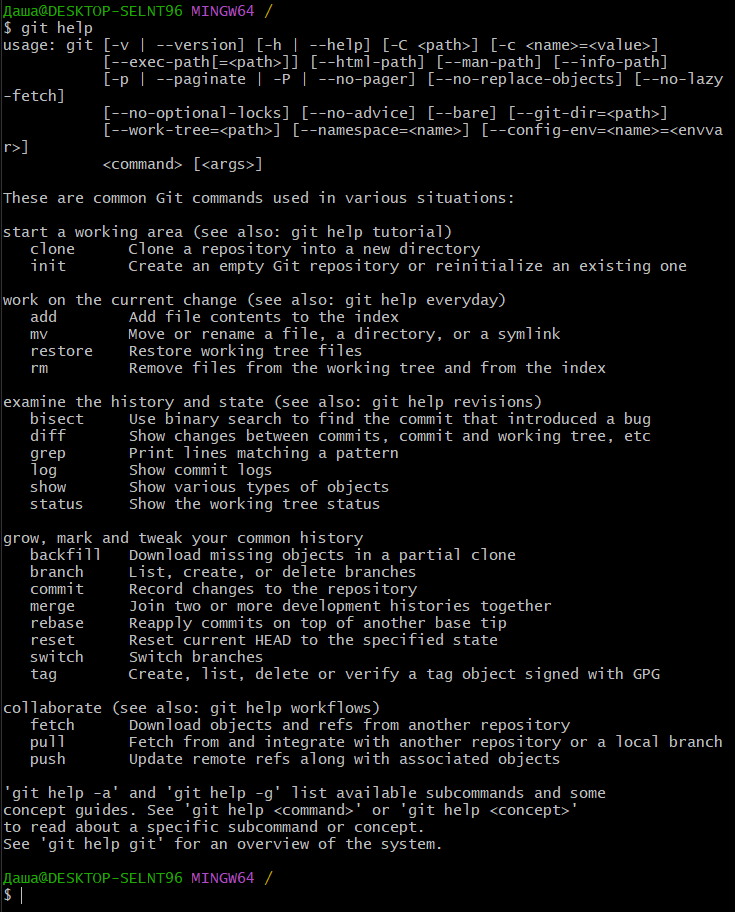 Даша@DESKTOP-SELNT96 MINGW64 /
$ git help
usage: git [-v | --version] [-h | --help] [-C <path>] [-c <name>=<value>]
           [--exec-path[=<path>]] [--html-path] [--man-path] [--info-path]
           [-p | --paginate | -P | --no-pager] [--no-replace-objects] [--no-lazy
-fetch]
           [--no-optional-locks] [--no-advice] [--bare] [--git-dir=<path>]
           [--work-tree=<path>] [--namespace=<name>] [--config-env=<name>=<envva
r>]
           <command> [<args>]

These are common Git commands used in various situations:

start a working area (see also: git help tutorial)
   clone      Clone a repository into a new directory
   init       Create an empty Git repository or reinitialize an existing one

work on the current change (see also: git help everyday)
   add        Add file contents to the index
   mv         Move or rename a file, a directory, or a symlink
   restore    Restore working tree files
   rm         Remove files from the working tree and from the index

examine the history and state (see also: git help revisions)
   bisect     Use binary search to find the commit that introduced a bug
   diff       Show changes between commits, commit and working tree, etc
   grep       Print lines matching a pattern
   log        Show commit logs
   show       Show various types of objects
   status     Show the working tree status

grow, mark and tweak your common history
   backfill   Download missing objects in a partial clone
   branch     List, create, or delete branches
   commit     Record changes to the repository
   merge      Join two or more development histories together
   rebase     Reapply commits on top of another base tip
   reset      Reset current HEAD to the specified state
   switch     Switch branches
   tag        Create, list, delete or verify a tag object signed with GPG

collaborate (see also: git help workflows)
   fetch      Download objects and refs from another repository
   pull       Fetch from and integrate with another repository or a local branch
   push       Update remote refs along with associated objects

'git help -a' and 'git help -g' list available subcommands and some
concept guides. See 'git help <command>' or 'git help <concept>'
to read about a specific subcommand or concept.
See 'git help git' for an overview of the system.

Даша@DESKTOP-SELNT96 MINGW64 /
$